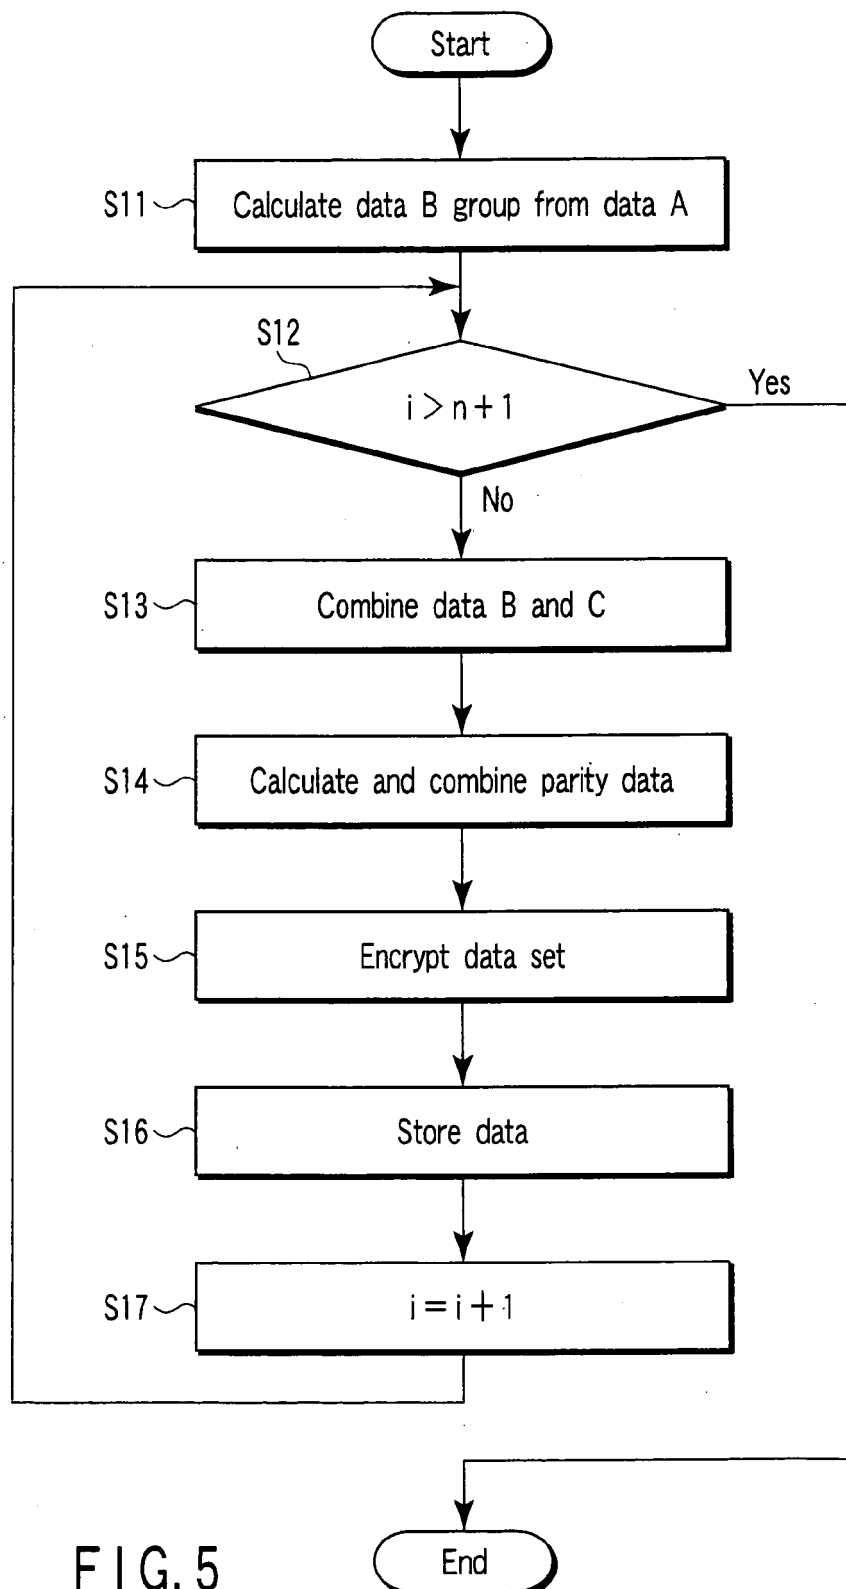 Start
S11
Calculate data B group from data A
S12
i > n + 1
Yes
No
S13
Combine data B and C
S14
Calculate and combine parity data
S15
Encrypt data set
S16
Store data
S17
i = i + 1
End
FIG. 5